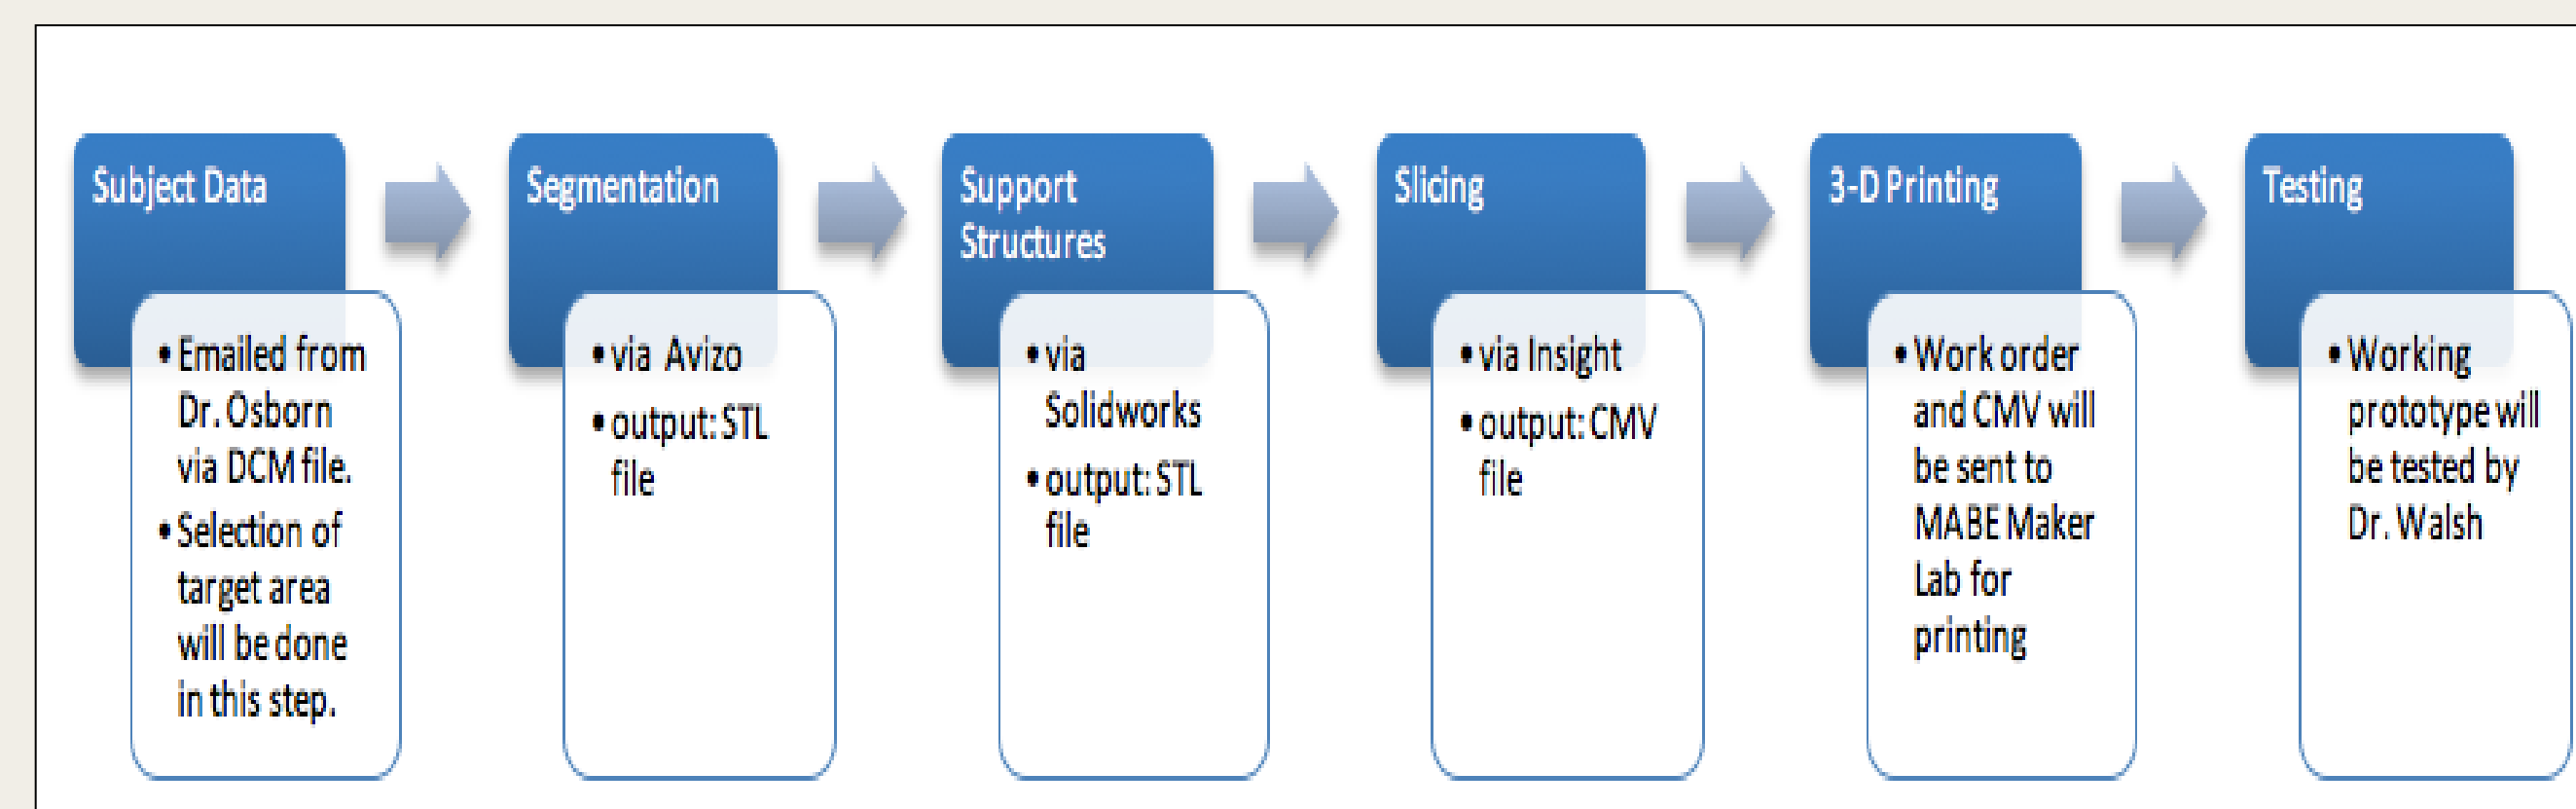 Subject Data
• Emailed from
Dr. Osborn
via DCM file.
• Selection of
target area
will be done
in this step.
Segmentation
• via Avizo
• output: STL
file
Support
Structures
• via
Solidworks
• output: STL
file
Slicing
• via Insight
• output: CMV
file
3-D Printing
• Work order
and CMV will
be sent to
MABE Maker
Lab for
printing
Testing
• Working
prototype will
be tested by
Dr. Walsh